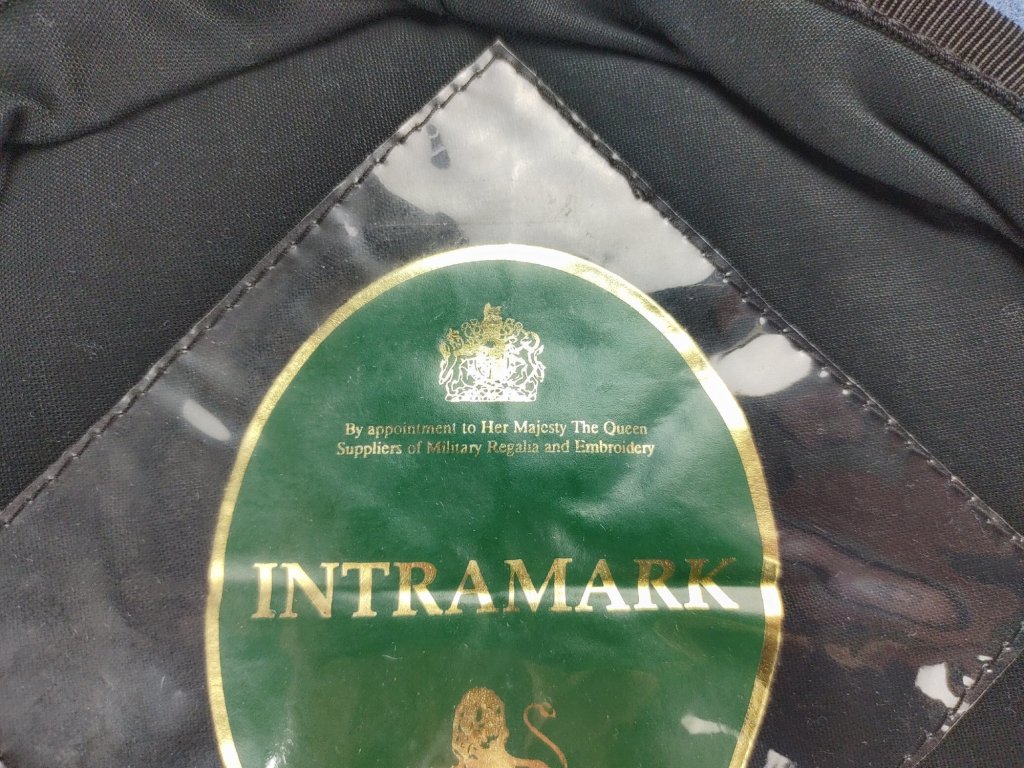 By appointment to Her Majesty The Queen
Suppliers of Military Regalia and Embroidery
INTRAMARK